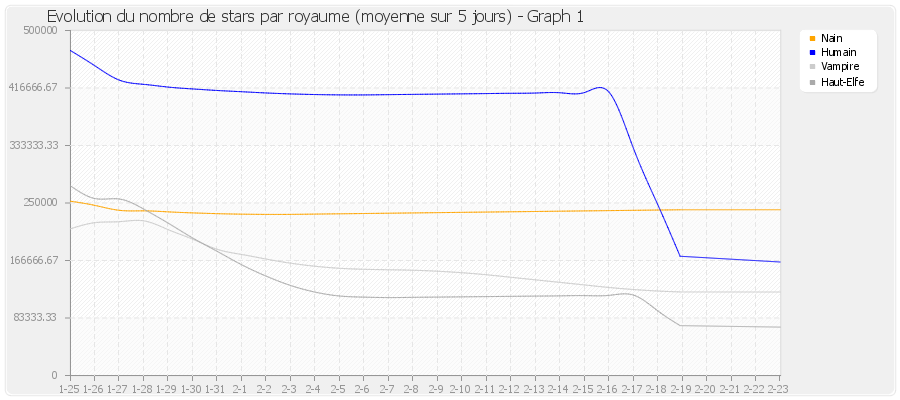 Evolution du nombre de stars par royaume (moyenne sur 5 jours) - Graph 1
500000
416666.67
333333.33
250000
166666.67
83333.33
0
1-25 1-26 1-27 1-28 1-29 1-30 1-31 2-1 2-2 2-3 2-4 2-5 2-6 2-7 2-8 2-9 2-10 2-11 2-12 2-13 2-14 2-15 2-16 2-17 2-18 2-19 2-20 2-21 2-22 2-23
Nain
Humain
Vampire
Haut-Elfe